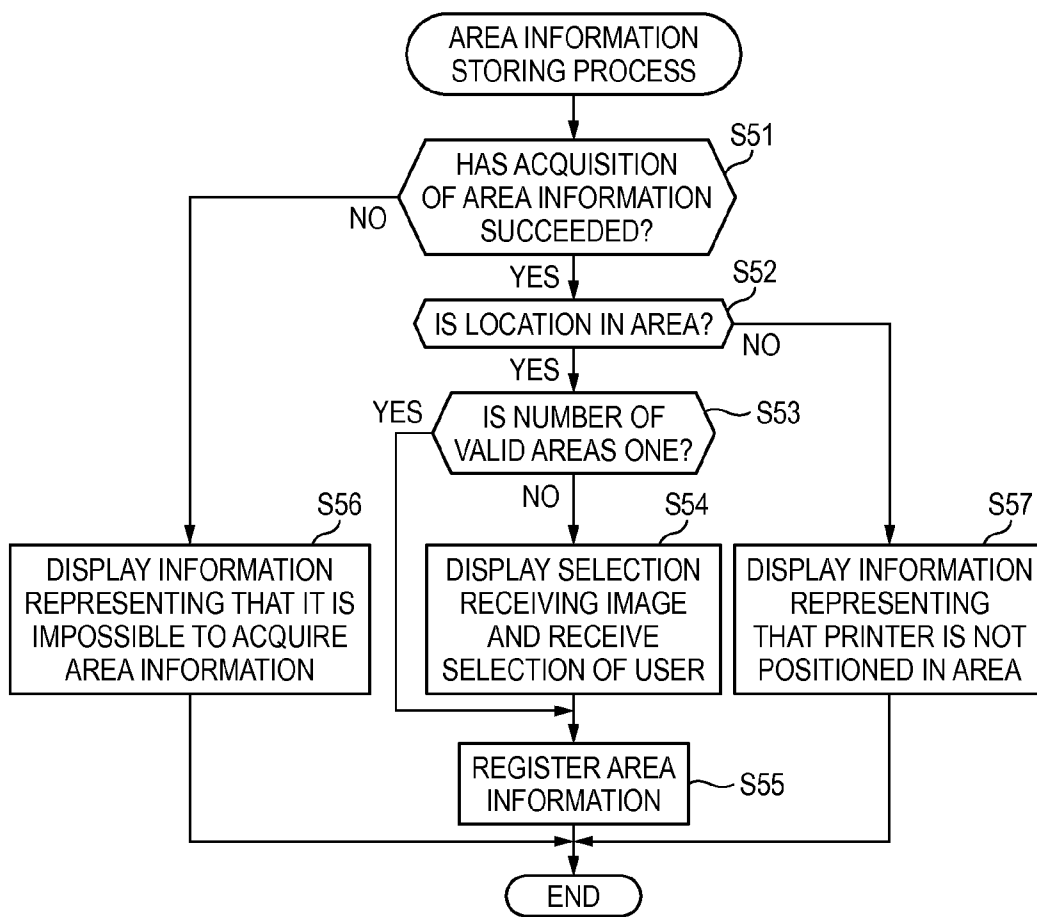 AREA INFORMATION
STORING PROCESS
S51
HAS ACQUISITION
OF AREA INFORMATION
SUCCEEDED?
NO
YES
S52
IS LOCATION IN AREA?
NO
YES
YES
IS NUMBER OF
VALID AREAS ONE?
S53
NO
S56
DISPLAY INFORMATION
REPRESENTING THAT IT IS
IMPOSSIBLE TO ACQUIRE
AREA INFORMATION
S54
DISPLAY SELECTION
RECEIVING IMAGE
AND RECEIVE
SELECTION OF USER
S57
DISPLAY INFORMATION
REPRESENTING
THAT PRINTER IS NOT
POSITIONED IN AREA
REGISTER AREA
INFORMATION
S55
END